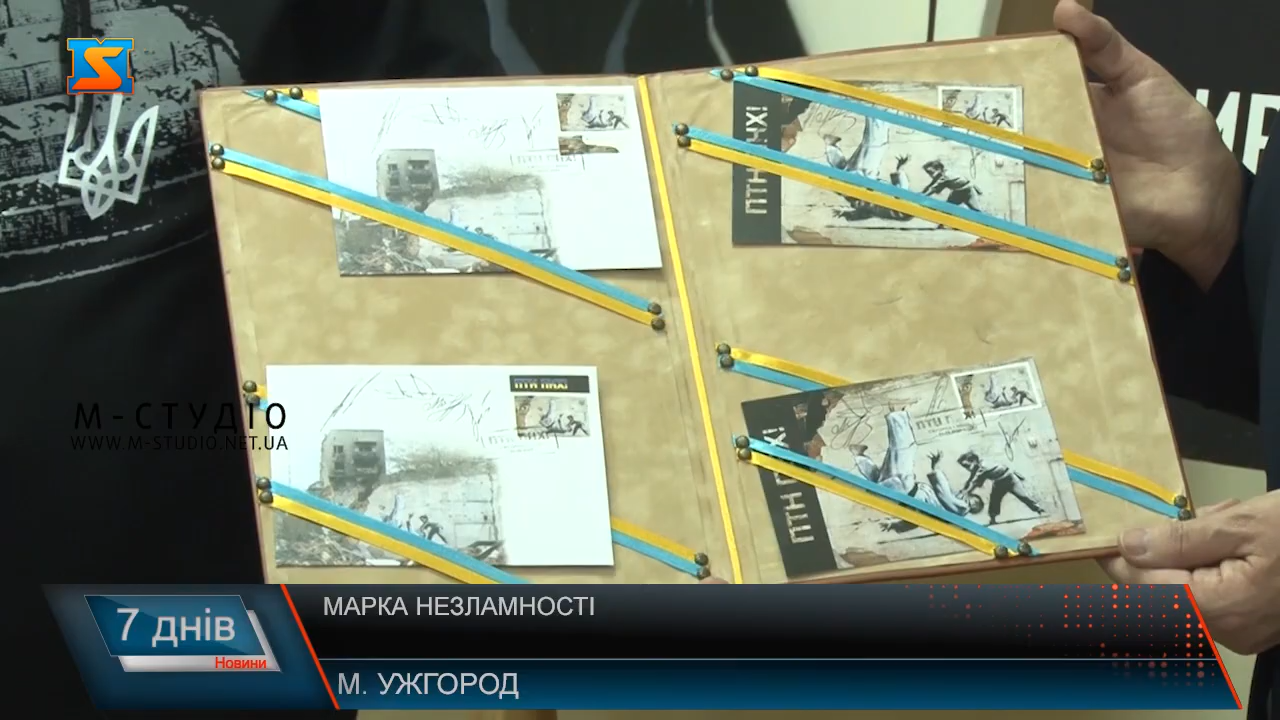 ПТН ПНХ!
ПТН ПНХ!
ПТН ПНХ!
М-СТУДІО
WWW.M-STUDIO.NET.UA
7 днів
Новини
МАРКА НЕЗЛАМНОСТІ
М. УЖГОРОД